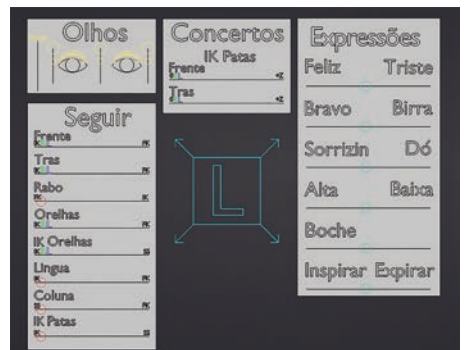 Olhos
Seguir
Frente
Tras
Rabo
Orelhas
IK Orelhas
Lingua
Coluna
IK Patas
Concertos
IK Patas
Frente
Tras
L
Expressões
Feliz Triste
Bravo Birra
Sorrizin Dó
Alta Baixa
Boche
Inspirar Expirar